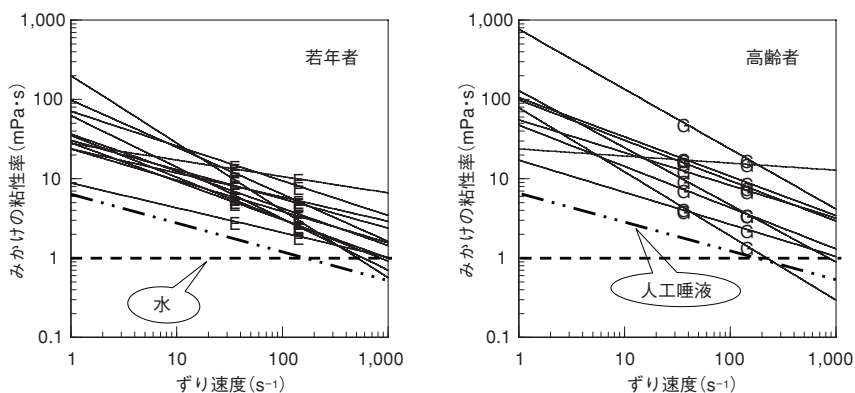 みかけの粘性率(mPa・s)
1,000
100
10
1
0.1
若年者
E E E E E E E E
E E E E E E
水
1 10 100 1,000
ずり速度(s⁻¹)
みかけの粘性率(mPa・s)
1,000
100
10
1
0.1
高齢者
G G G G G G G
G G G G G G
人工唾液
1 10 100 1,000
ずり速度(s⁻¹)